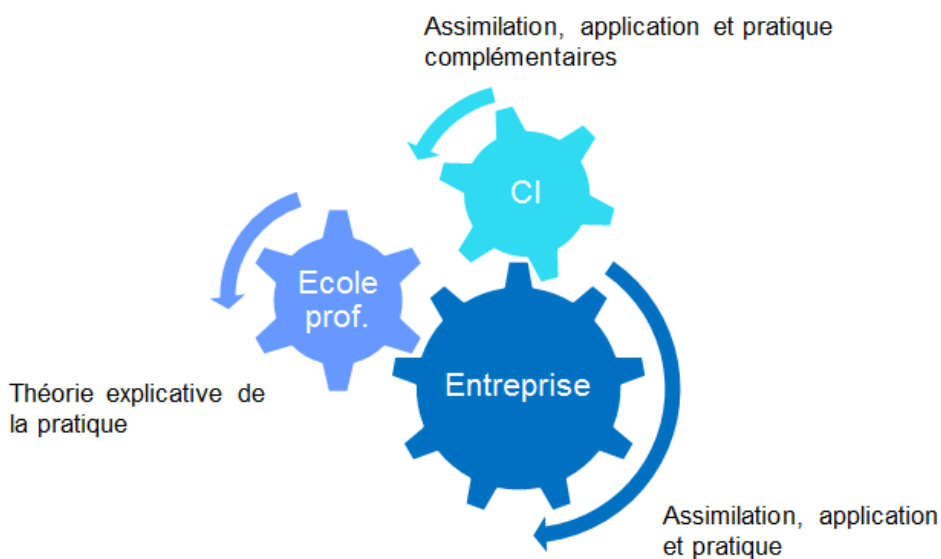 Assimilation, application et pratique
complémentaires
CI
Ecole
prof.
Entreprise
Théorie explicative de
la pratique
Assimilation, application
et pratique